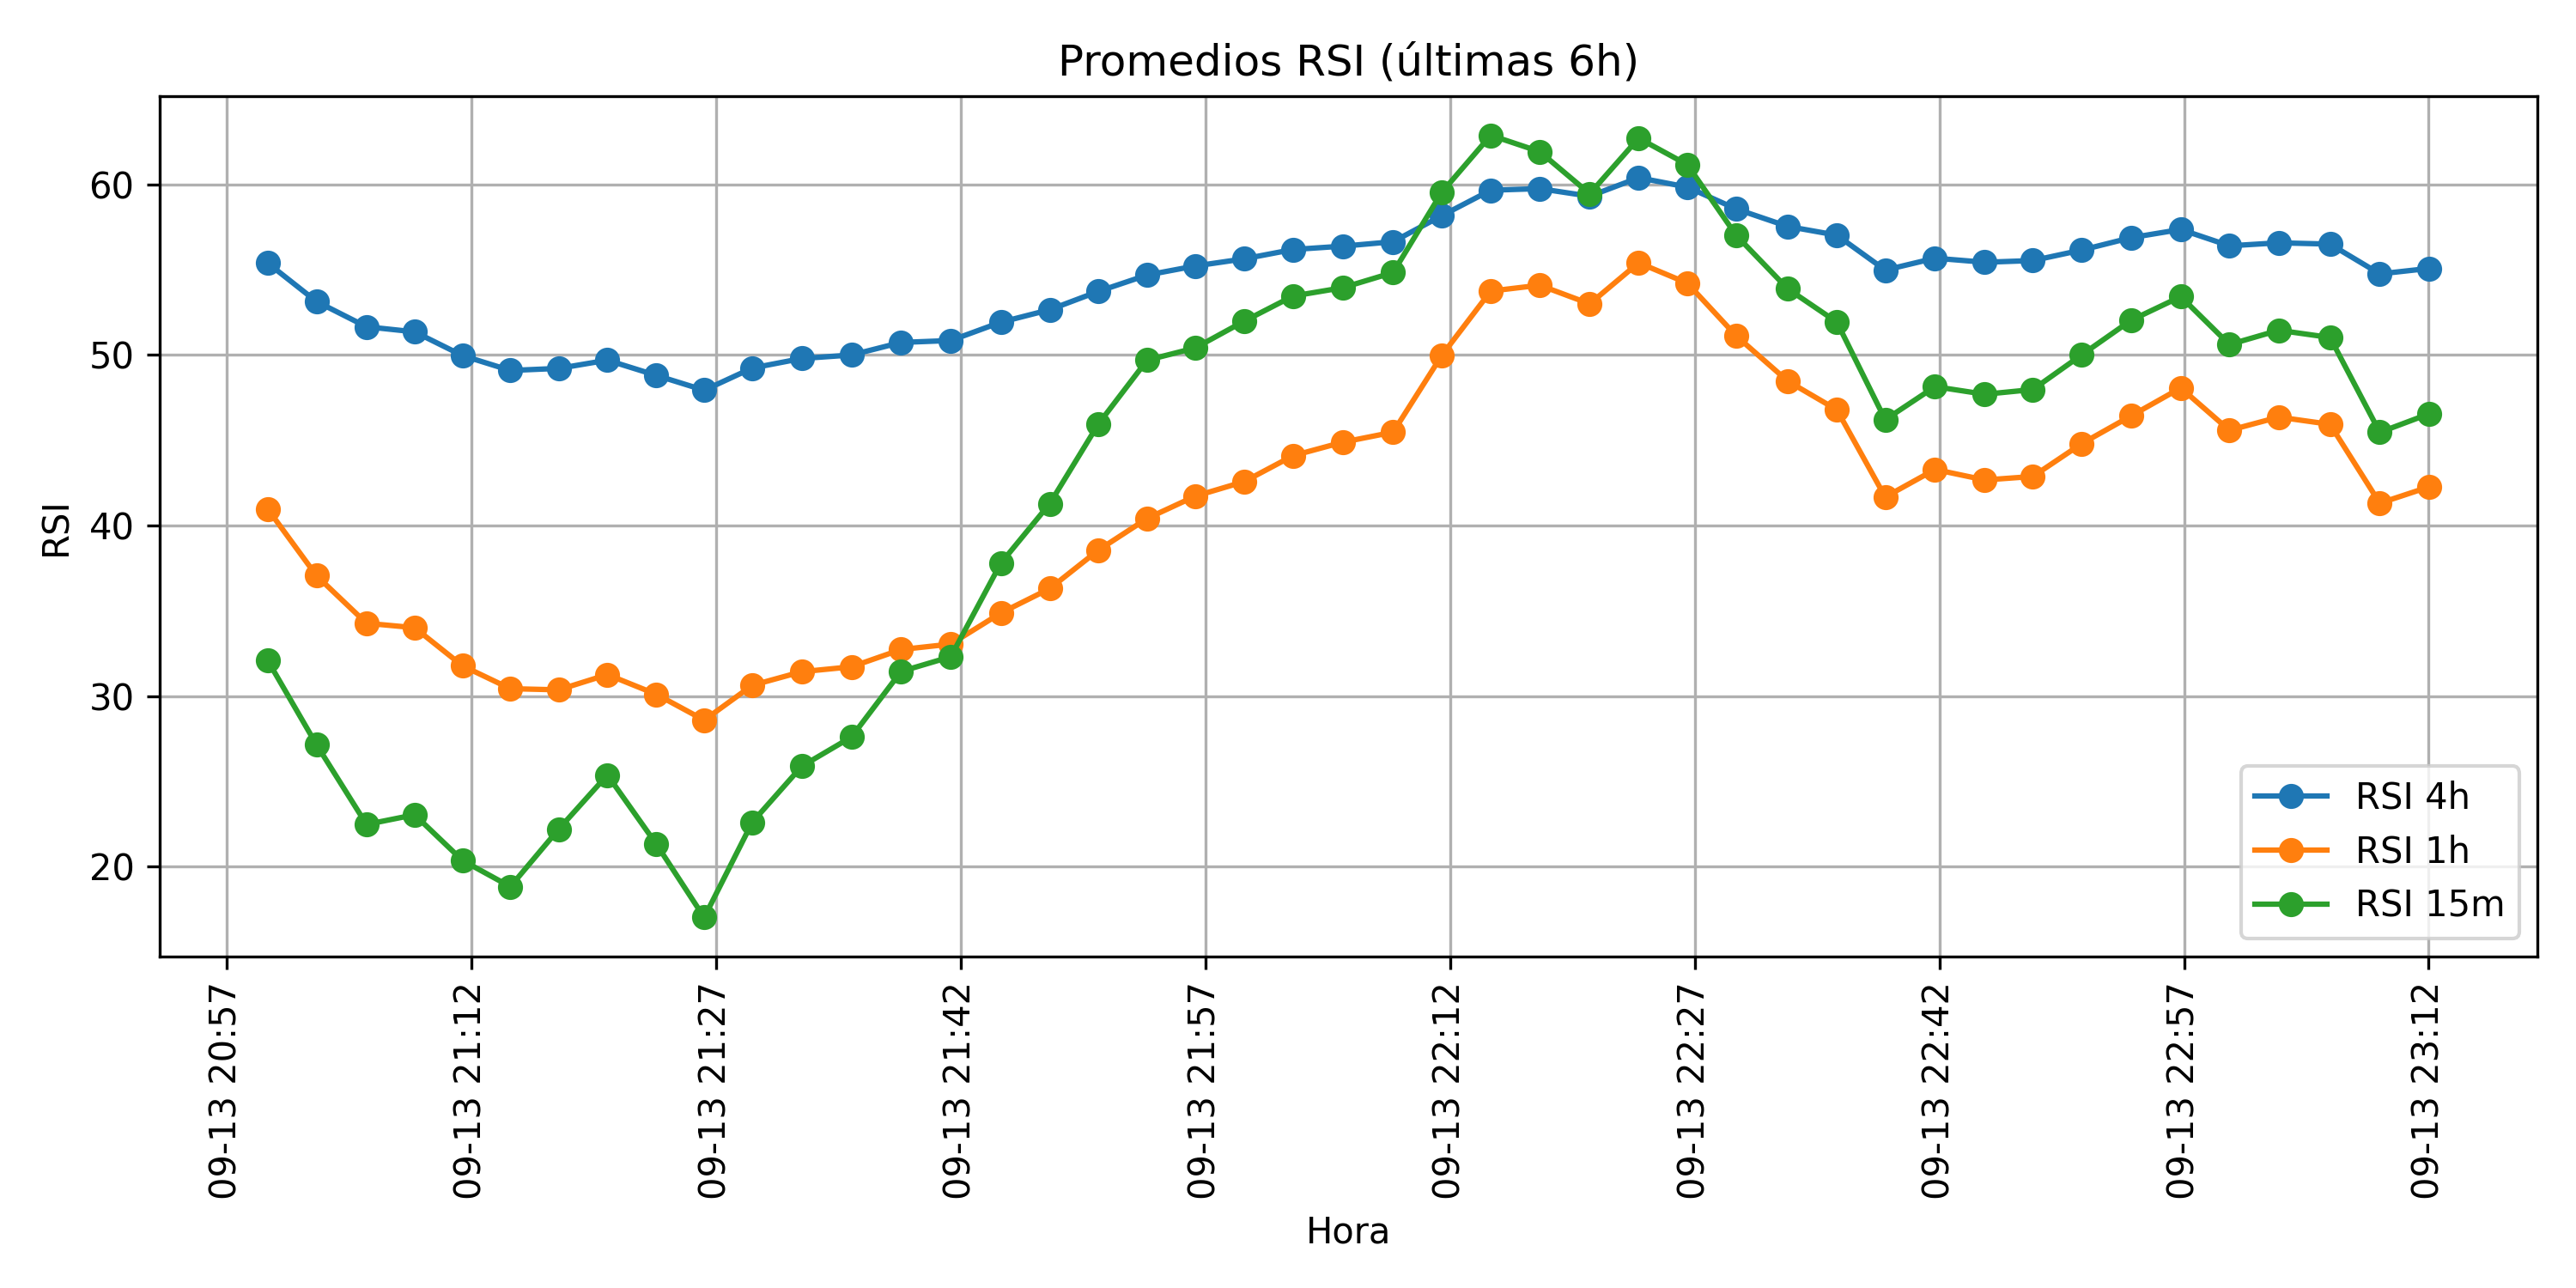 Promedios RSI (últimas 6h)
RSI
60
50
40
30
20
RSI 4h
RSI 1h
RSI 15m
09-13 20:57
09-13 21:12
09-13 21:27
09-13 21:42
09-13 21:57
09-13 22:12
09-13 22:27
09-13 22:42
09-13 22:57
09-13 23:12
Hora